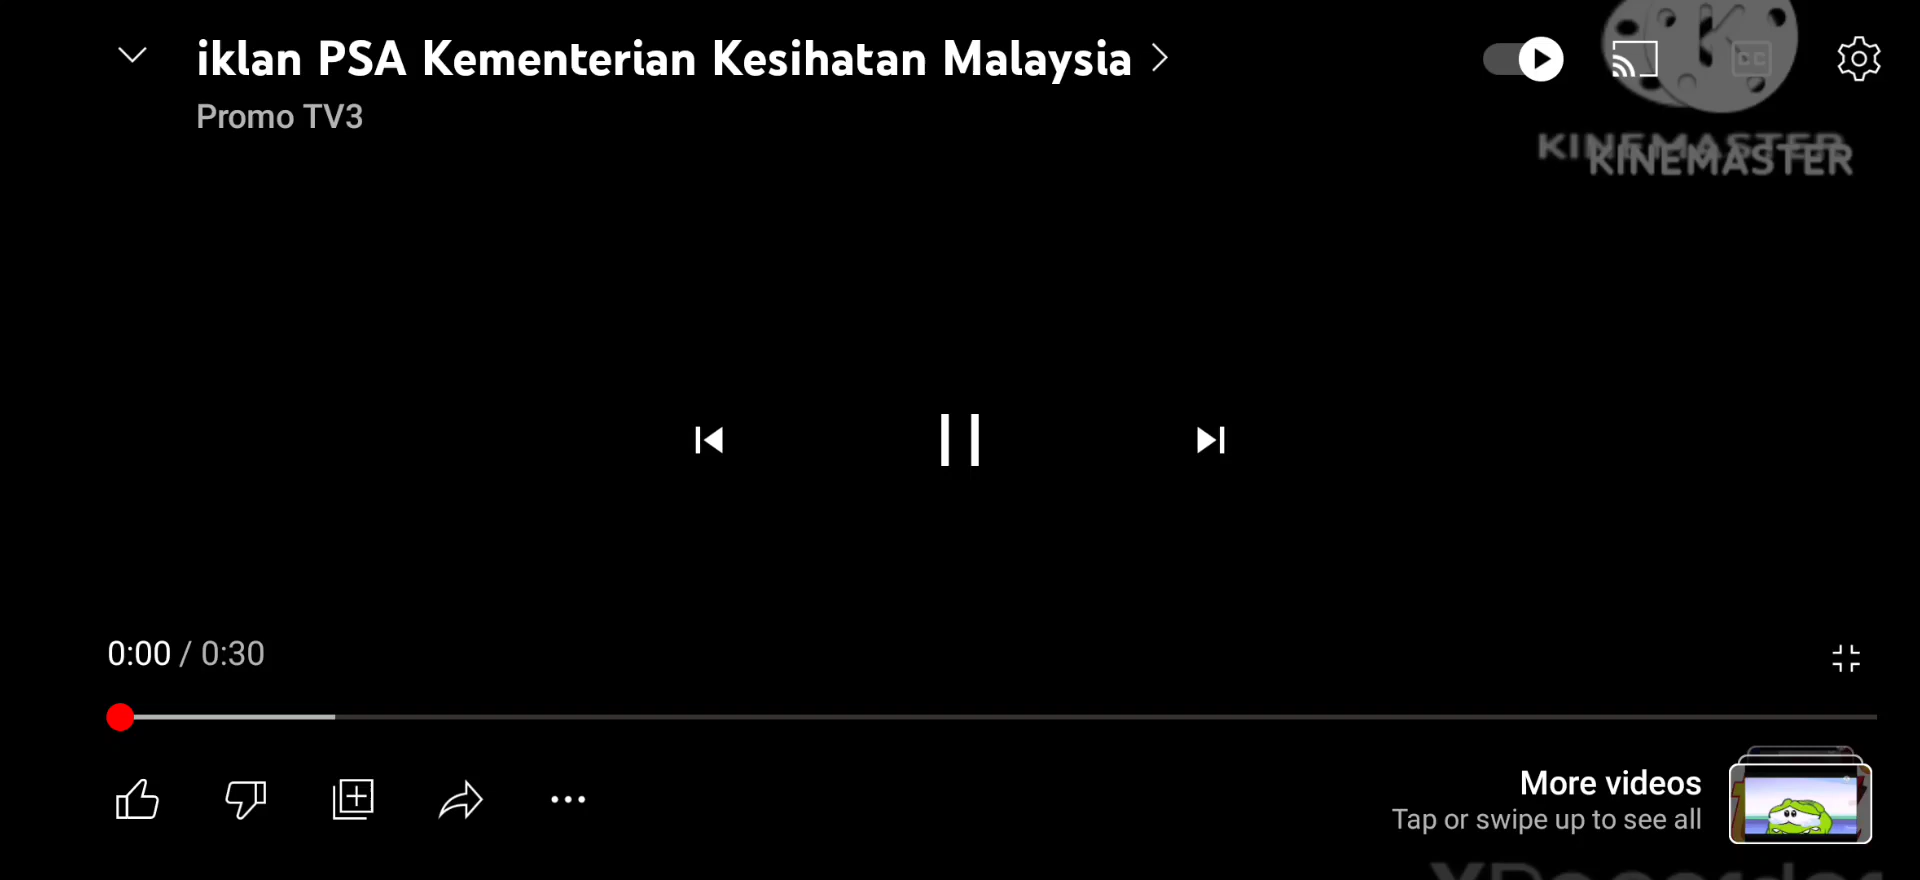 iklan PSA Kementerian Kesihatan Malaysia
Promo TV3
CC
KINEMASTER
KINEMASTER
0:00 / 0:30
More videos
Tap or swipe up to see all